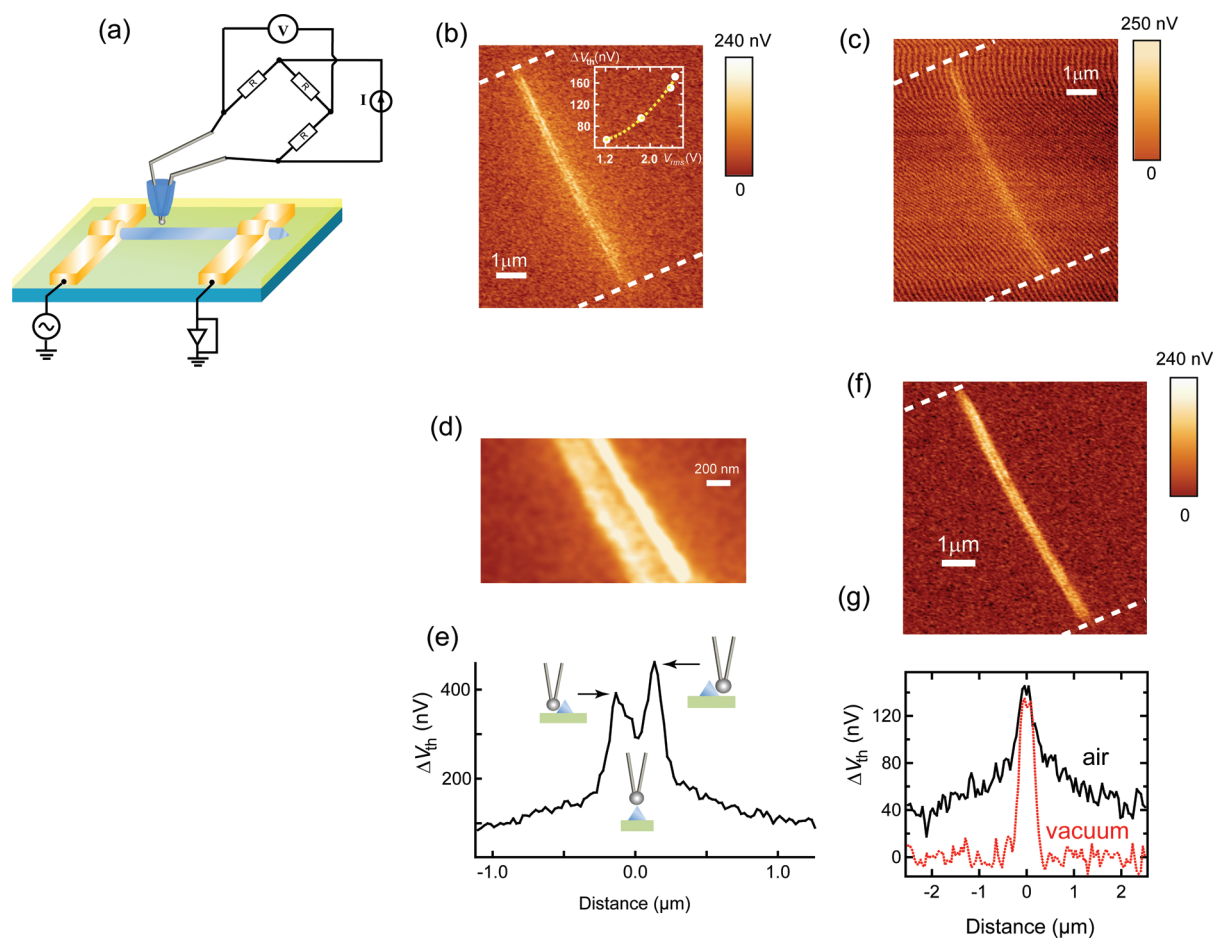 (a)
V
R
R
R
I
(b)
240 nV
0
ΔVth(nV)
160
120
80
1.2
2.0
Vrms(V)
1μm
(c)
250 nV
0
1μm
(d)
200 nm
(e)
400
200
ΔVth (nV)
-1.0
0.0
1.0
Distance (μm)
(f)
240 nV
0
1μm
(g)
120
80
40
0
ΔVth (nV)
air
vacuum
-2
-1
0
1
2
Distance (μm)